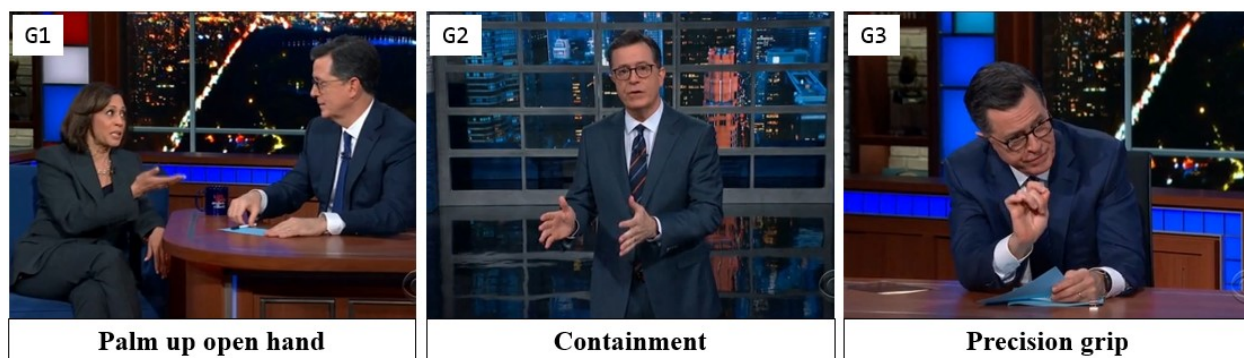 G1
G2
G3
Palm up open hand
Containment
Precision grip